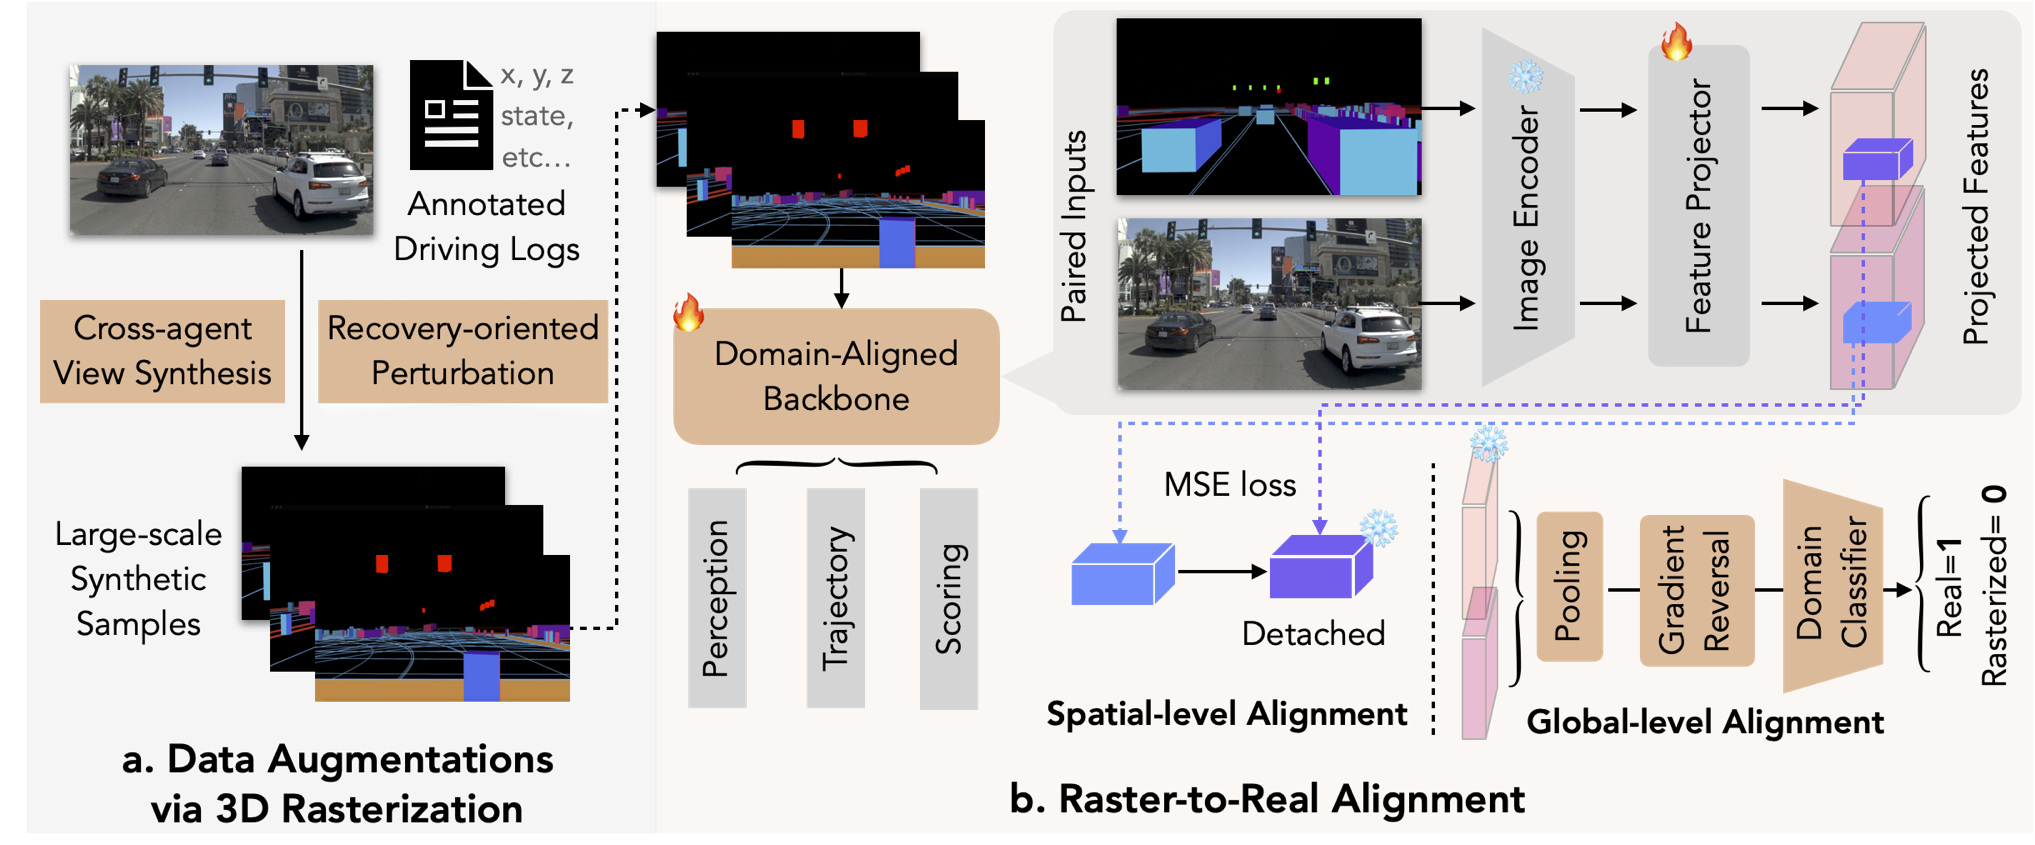 x, y, z
state,
etc...
Annotated
Driving Logs
Cross-agent
View Synthesis
Recovery-oriented
Perturbation
Large-scale
Synthetic
Samples
a. Data Augmentations
via 3D Rasterization
Domain-Aligned
Backbone
Perception
Trajectory
Scoring
Paired Inputs
Image Encoder
Feature Projector
Projected Features
MSE loss
Detached
Spatial-level Alignment
Pooling
Gradient
Reversal
Domain
Classifier
Real=1
Rasterized= 0
Global-level Alignment
b. Raster-to-Real Alignment